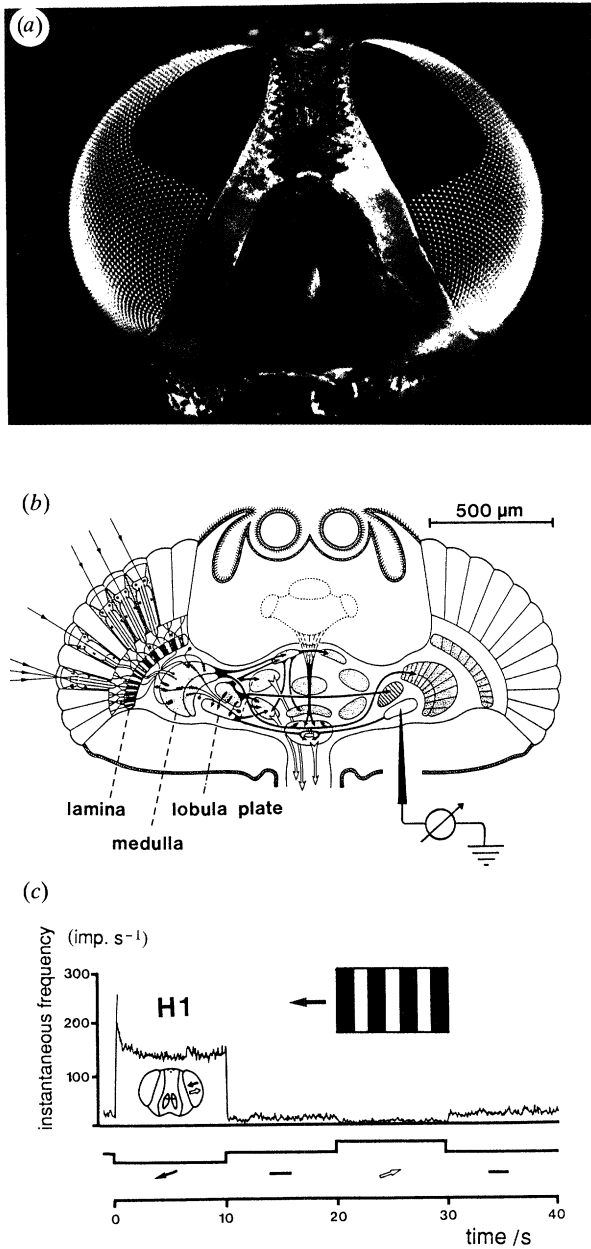 (a)
(b)
500 µm
lamina
lobula plate
medulla
(c)
(imp. s⁻¹)
instantaneous frequency
300
200
100
H1
0
10
20
30
40
time /s